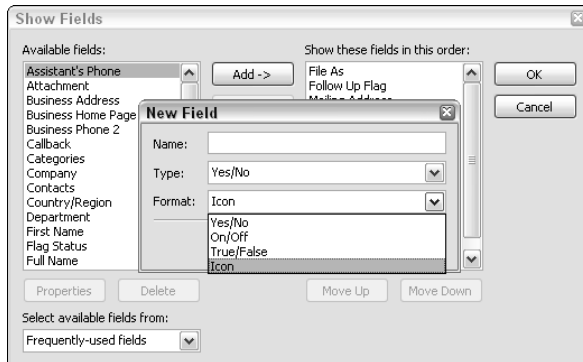 Show Fields
Available fields:
Assistant's Phone
Attachment
Business Address
Business Home Page
Business Phone 2
Callback
Categories
Company
Contacts
Country/Region
Department
First Name
Flag Status
Full Name
Add ->
Show these fields in this order:
File As
Follow Up Flag
Mailing Address
OK
Cancel
New Field
Name:
Type: Yes/No
Format: Icon
Yes/No
On/Off
True/False
Icon
Properties
Delete
Move Up
Move Down
Select available fields from:
Frequently-used fields